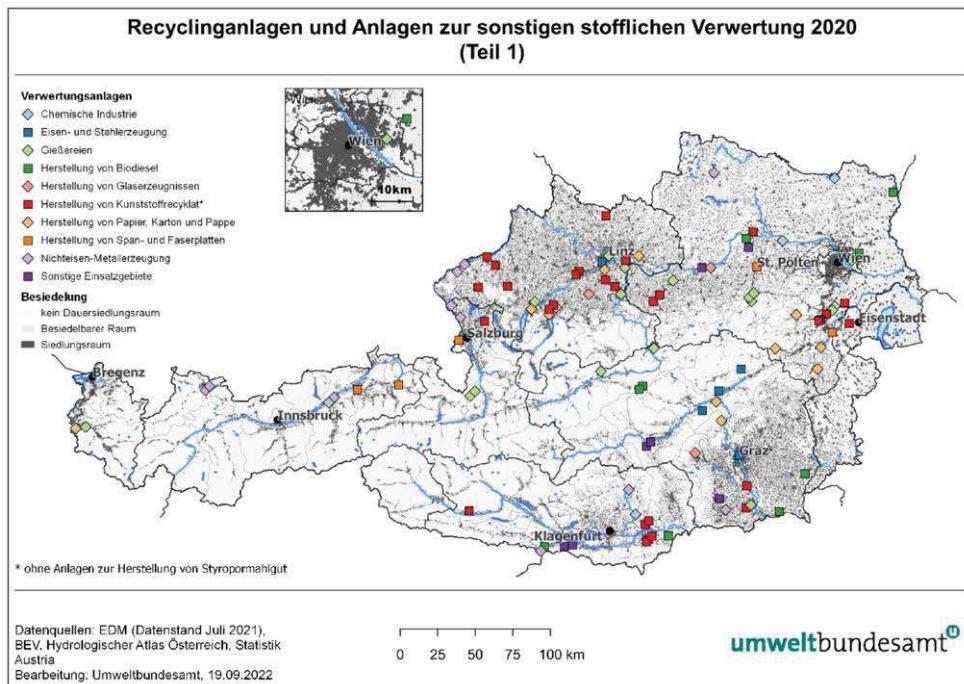 Recyclinganlagen und Anlagen zur sonstigen stofflichen Verwertung 2020
(Teil 1)
Verwertungsanlagen
Chemische Industrie
Eisen- und Stahlerzeugung
Gießereien
Herstellung von Biodiesel
Herstellung von Glaserzeugnissen
Herstellung von Kunststoffrecyklat*
Herstellung von Papier, Karton und Pappe
Herstellung von Span- und Faserplatten
Nichteisen-Metallerzeugung
Sonstige Einsatzgebiete
Besiedelung
kein Dauersiedlungsraum
Besiedelbarer Raum
Siedlungsraum
Wien
Wien
10km
Linz
St. Pölten
Wien
Eisenstadt
Salzburg
Bregenz
Innsbruck
Graz
Klagenfurt
* ohne Anlagen zur Herstellung von Styropormahlgut
Datenquellen: EDM (Datenstand Juli 2021),
BEV, Hydrologischer Atlas Österreich, Statistik
Austria
Bearbeitung: Umweltbundesamt, 19.09.2022
0 25 50 75 100 km
umweltbundesamt u